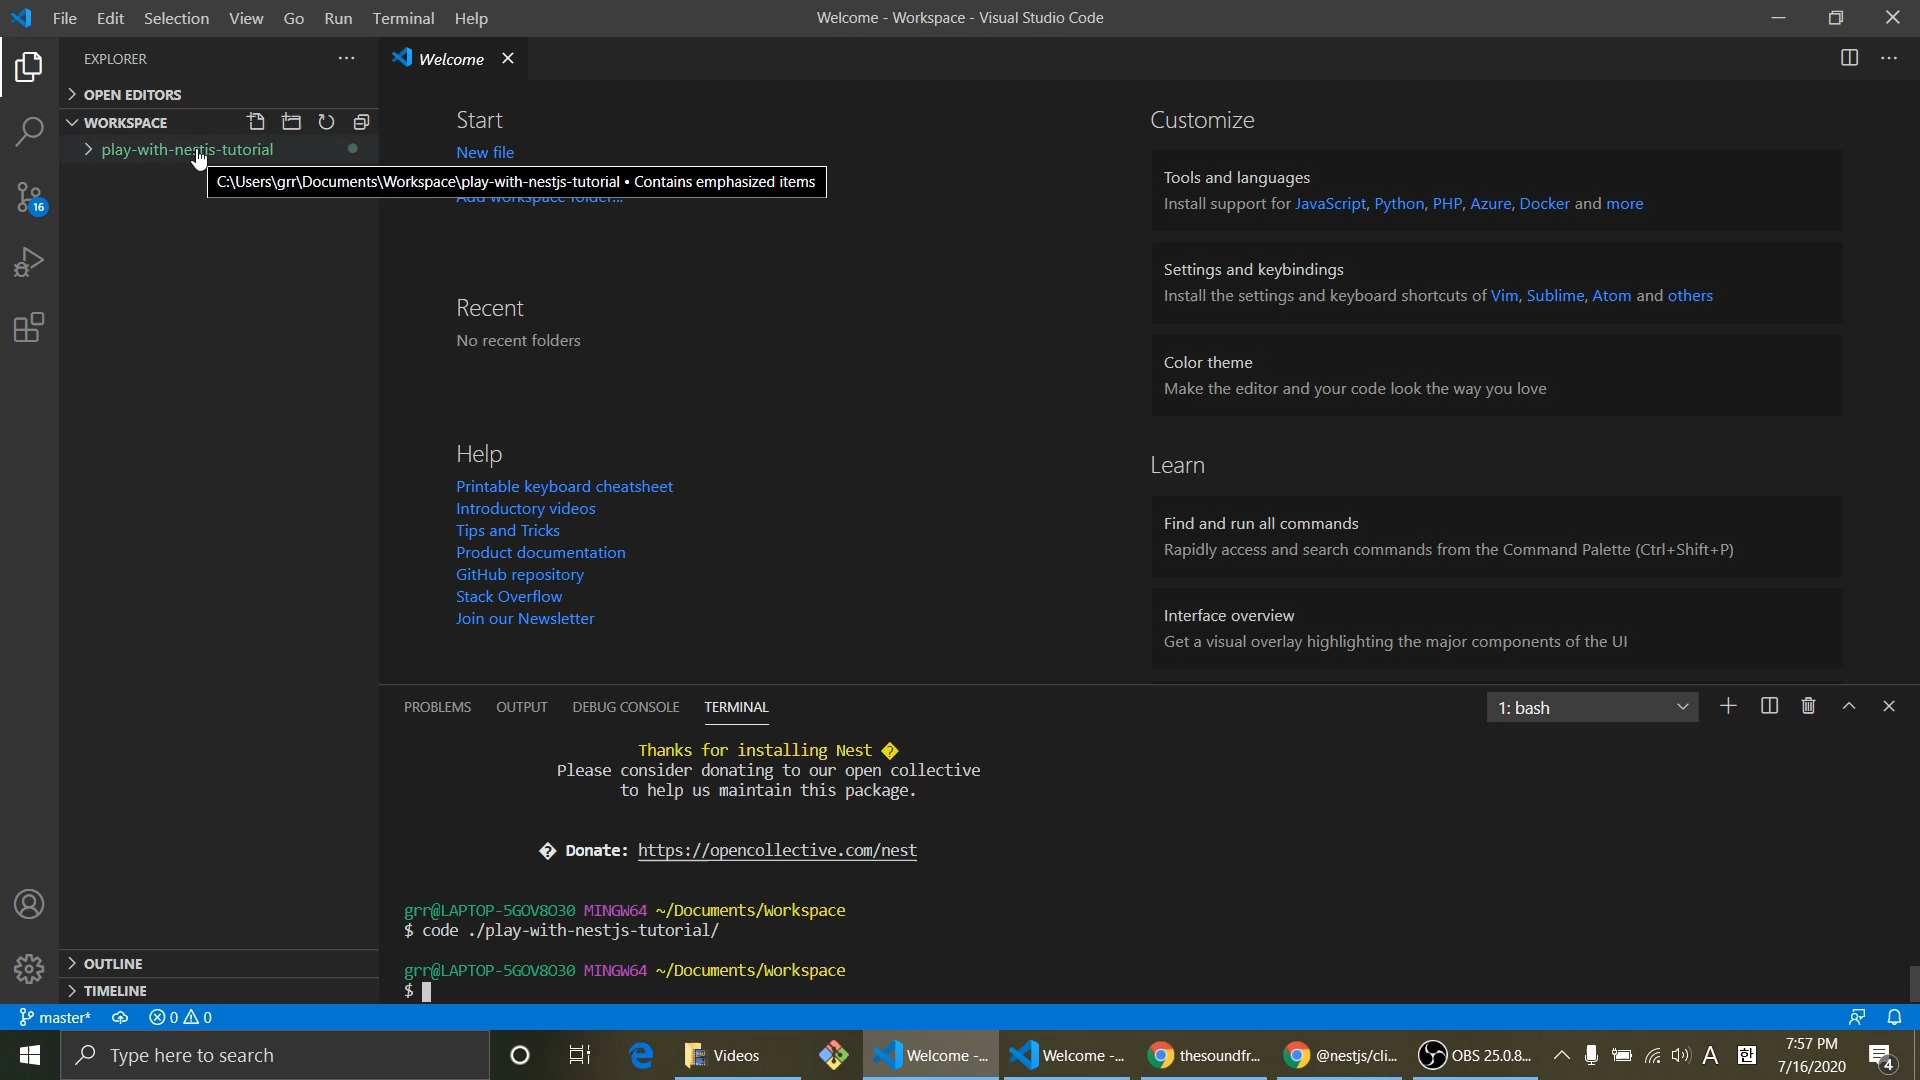 File Edit Selection View Go Run Terminal Help
Welcome - Workspace - Visual Studio Code
EXPLORER
Welcome
OPEN EDITORS
WORKSPACE
play-with-nestjs-tutorial
C:\Users\grr\Documents\Workspace\play-with-nestjs-tutorial • Contains emphasized items
16
Start
New file
Add workspace folder...
Recent
No recent folders
Help
Printable keyboard cheatsheet
Introductory videos
Tips and Tricks
Product documentation
GitHub repository
Stack Overflow
Join our Newsletter
Customize
Tools and languages
Install support for JavaScript, Python, PHP, Azure, Docker and more
Settings and keybindings
Install the settings and keyboard shortcuts of Vim, Sublime, Atom and others
Color theme
Make the editor and your code look the way you love
Learn
Find and run all commands
Rapidly access and search commands from the Command Palette (Ctrl+Shift+P)
Interface overview
Get a visual overlay highlighting the major components of the UI
PROBLEMS OUTPUT DEBUG CONSOLE TERMINAL
1: bash
Thanks for installing Nest �
Please consider donating to our open collective
to help us maintain this package.
� Donate: https://opencollective.com/nest
grr@LAPTOP-5GOV8O30 MINGW64 ~/Documents/Workspace
$ code ./play-with-nestjs-tutorial/
grr@LAPTOP-5GOV8O30 MINGW64 ~/Documents/Workspace
$
OUTLINE
TIMELINE
master* 0 0
Type here to search
Videos
Welcome -...
Welcome -...
thesoundfr...
@nestjs/cli...
OBS 25.0.8...
A 한
7:57 PM
7/16/2020
4